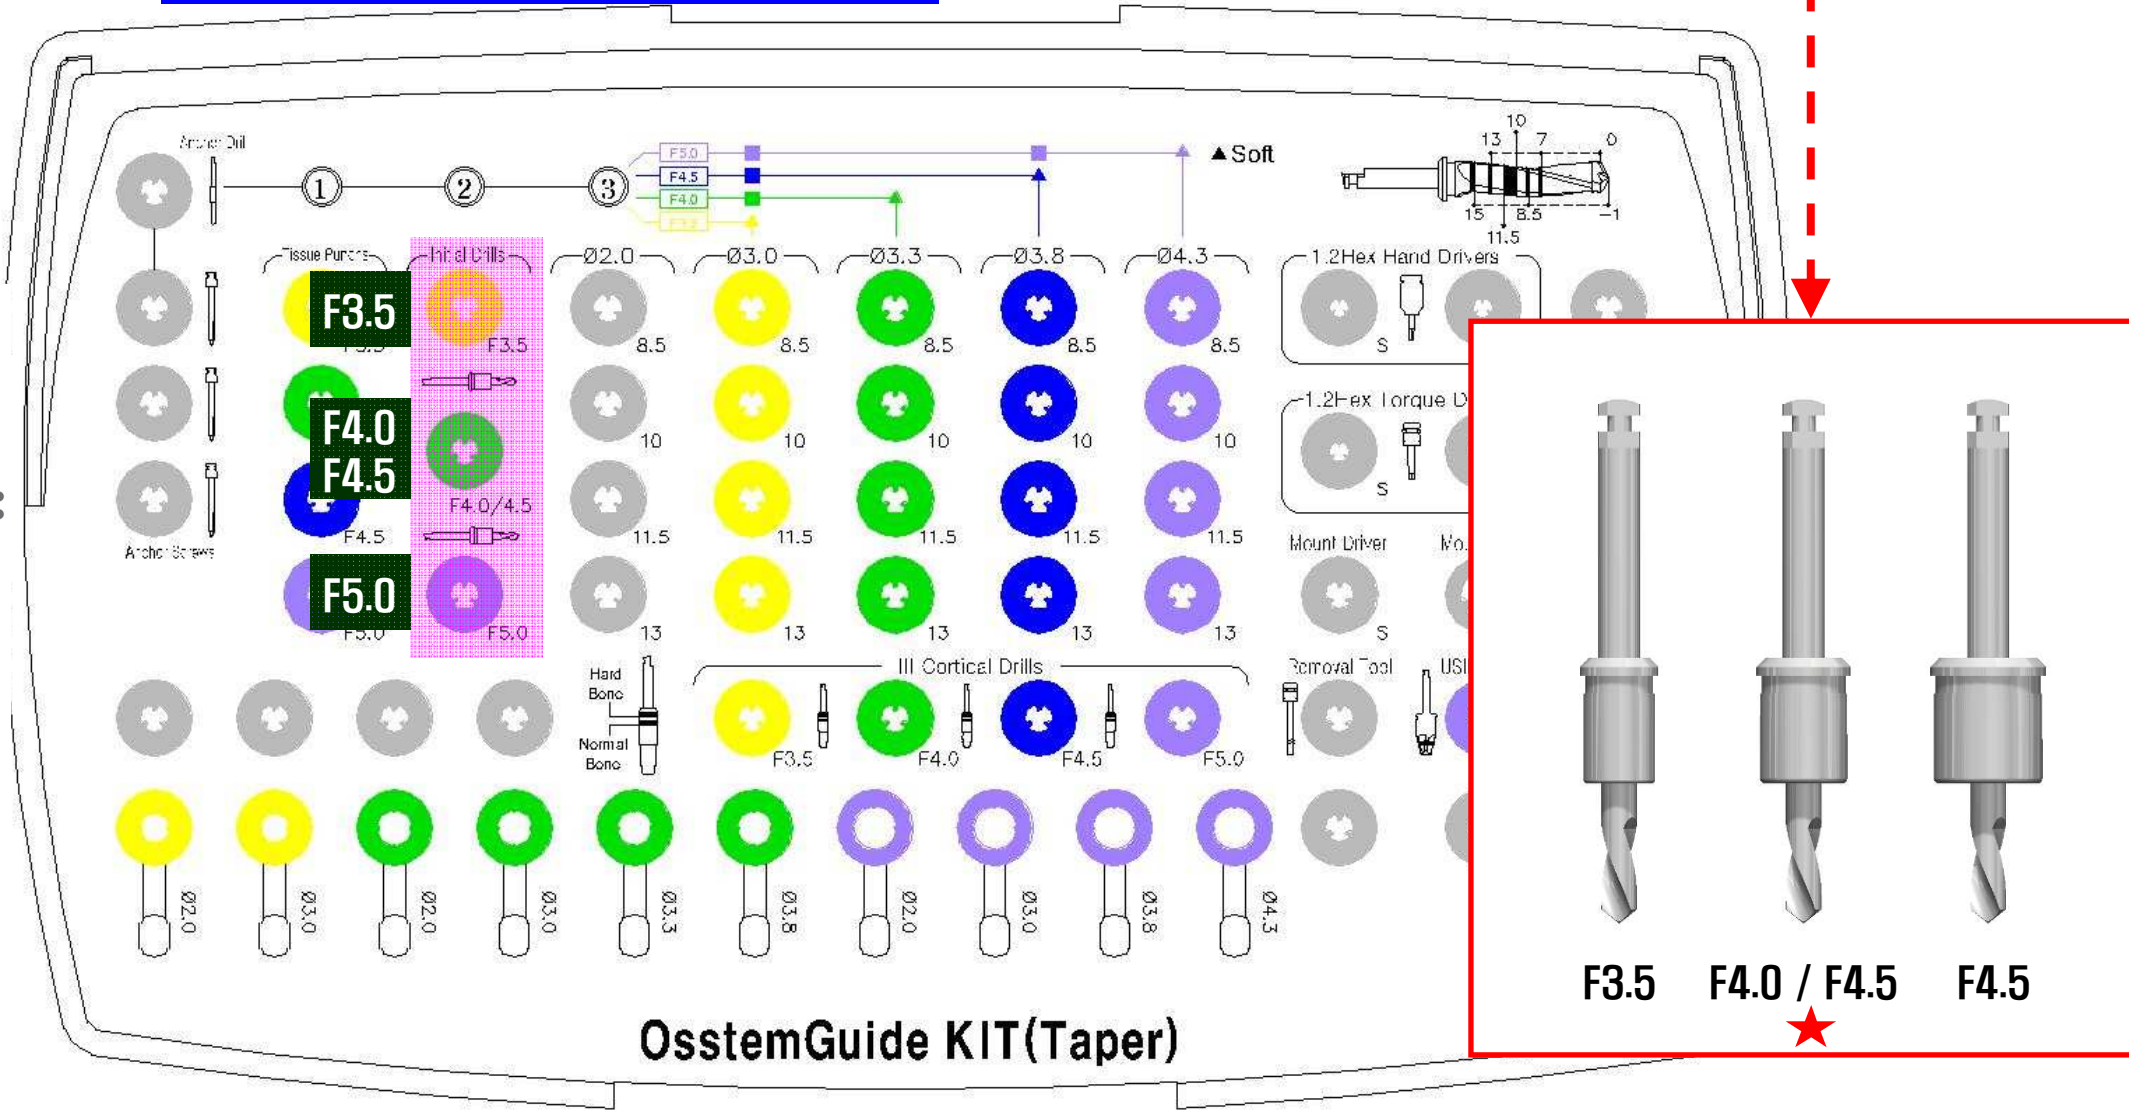 Anchor Drill
1 2 3
F5.0
F4.5
F4.0
F3.5
▲Soft
10
13 7 0
15 8.5 -1
11.5
Tissue Punchs
Initial Drills
Ø2.0 Ø3.0 Ø3.3 Ø3.8 Ø4.3
1.2Hex Hand Drivers
F3.5
F3.5 8.5 8.5 8.5 8.5 8.5 S
F4.0
F4.5
1.2Hex Torque D
10 10 10 10 10 S
F4.0/4.5
F4.5 11.5 11.5 11.5 11.5 11.5
Anchor Screws
Mount Driver Mo
F5.0
F5.0 F5.0 13 13 13 13 13 S
Hard
Bone
Normal
Bone
III Cortical Drills
Removal Tool
US
F3.5 F4.0 F4.5 F5.0
Ø2.0 Ø3.0 Ø2.0 Ø3.0 Ø3.3 Ø3.8 Ø2.0 Ø3.0 Ø3.8 Ø4.3
F3.5 F4.0 / F4.5 F4.5
OsstemGuide KIT(Taper)